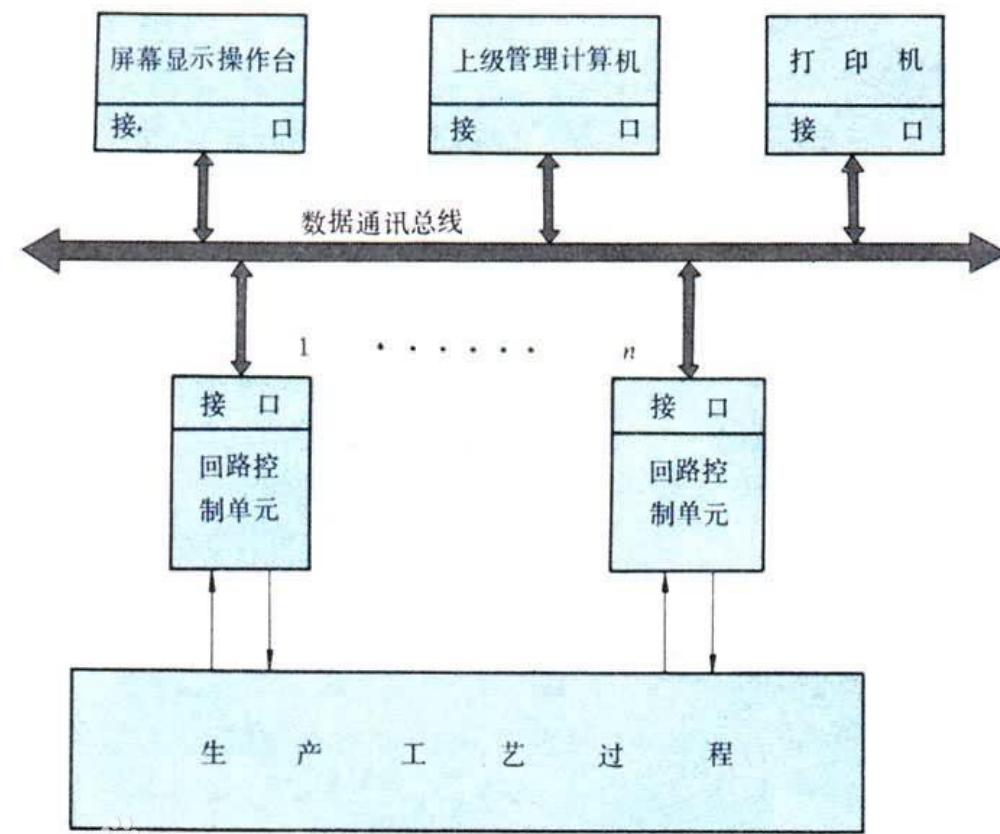 屏幕显示操作台
接 口
上级管理计算机
接 口
打 印 机
接 口
数据通讯总线
1 · · · · · · n
接 口
回路控
制单元
接 口
回路控
制单元
生 产 工 艺 过 程